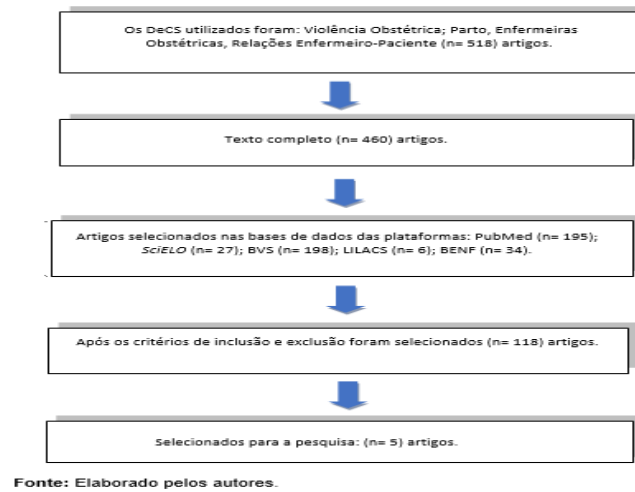 Os DeCS utilizados foram: Violência Obstétrica; Parto, Enfermeiras
Obstétricas, Relações Enfermeiro-Paciente (n= 518) artigos.
Texto completo (n= 460) artigos.
Artigos selecionados nas bases de dados das plataformas: PubMed (n= 195);
SciELO (n= 27); BVS (n= 198); LILACS (n= 6); BENF (n= 34).
Após os critérios de inclusão e exclusão foram selecionados (n= 118) artigos.
Selecionados para a pesquisa: (n= 5) artigos.
Fonte: Elaborado pelos autores.